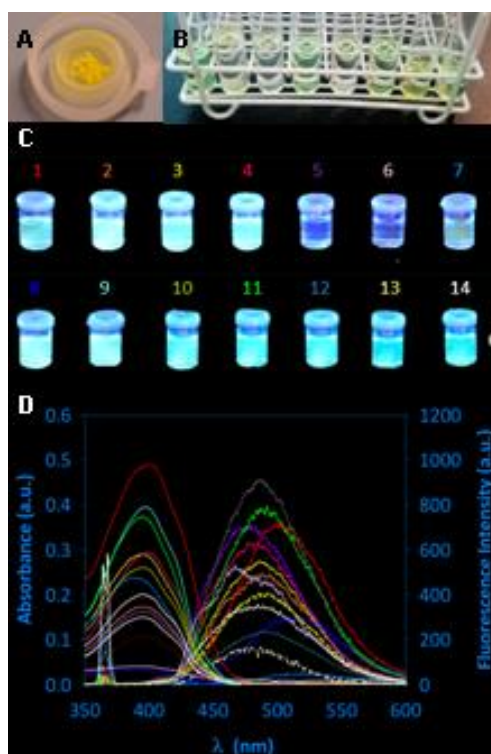 A B
C
1 2 3 4 5 6 7
8 9 10 11 12 13 14
D
0.6 1200
0.5 1000
0.4 800
0.3 600
0.2 400
0.1 200
0.0 0
350 400 450 500 550 600
Absorbance (a.u.)
Fluorescence Intensity (a.u.)
λ (nm)